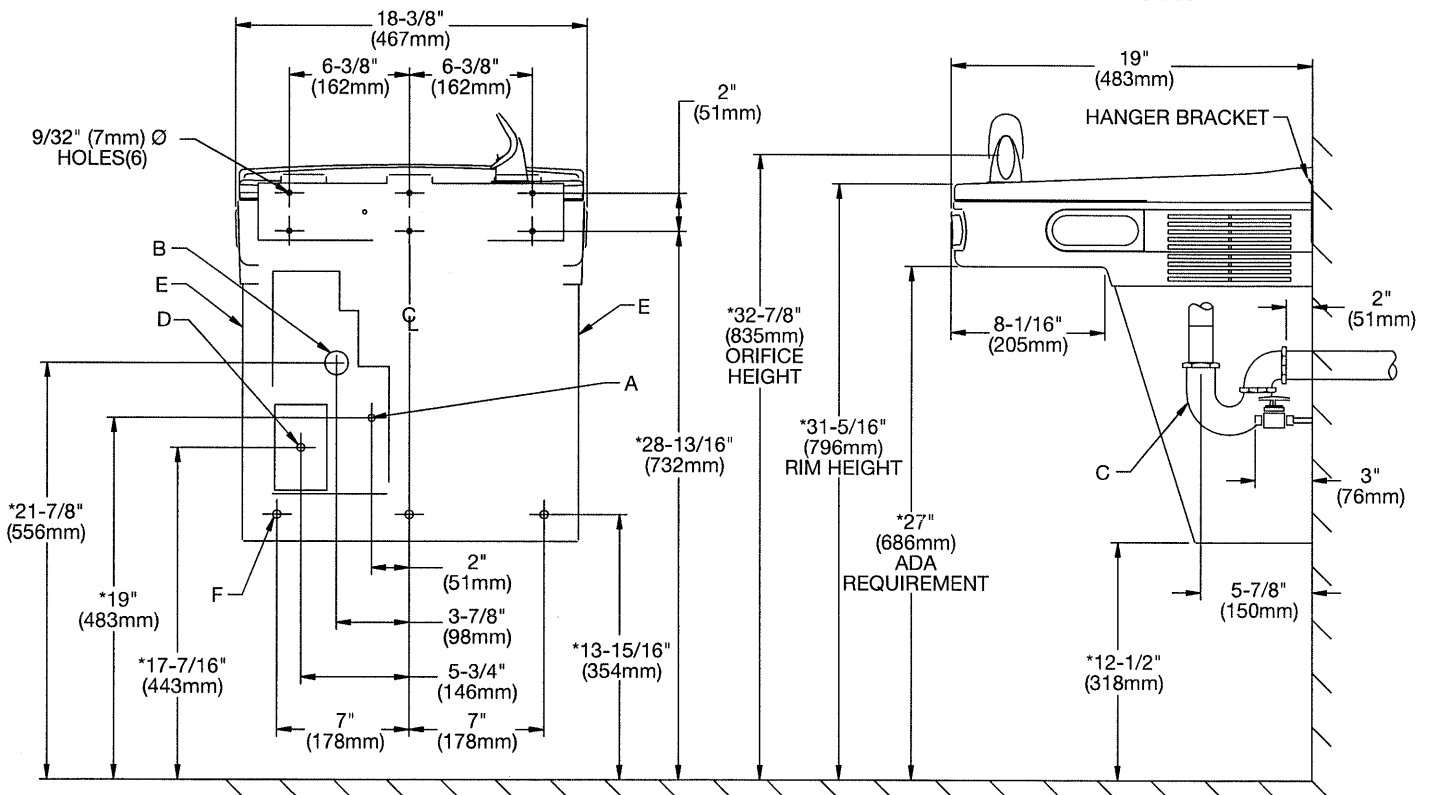 18-3/8"
(467mm)
6-3/8"
(162mm)
6-3/8"
(162mm)
2"
(51mm)
9/32" (7mm) Ø
HOLES(6)
B
E
D
E
A
C L
*21-7/8"
(556mm)
*19"
(483mm)
*17-7/16"
(443mm)
F
2"
(51mm)
3-7/8"
(98mm)
5-3/4"
(146mm)
7"
(178mm)
7"
(178mm)
*13-15/16"
(354mm)
*28-13/16"
(732mm)
19"
(483mm)
HANGER BRACKET
*32-7/8"
(835mm)
ORIFICE
HEIGHT
*31-5/16"
(796mm)
RIM HEIGHT
*27"
(686mm)
ADA
REQUIREMENT
8-1/16"
(205mm)
2"
(51mm)
C
3"
(76mm)
5-7/8"
(150mm)
*12-1/2"
(318mm)